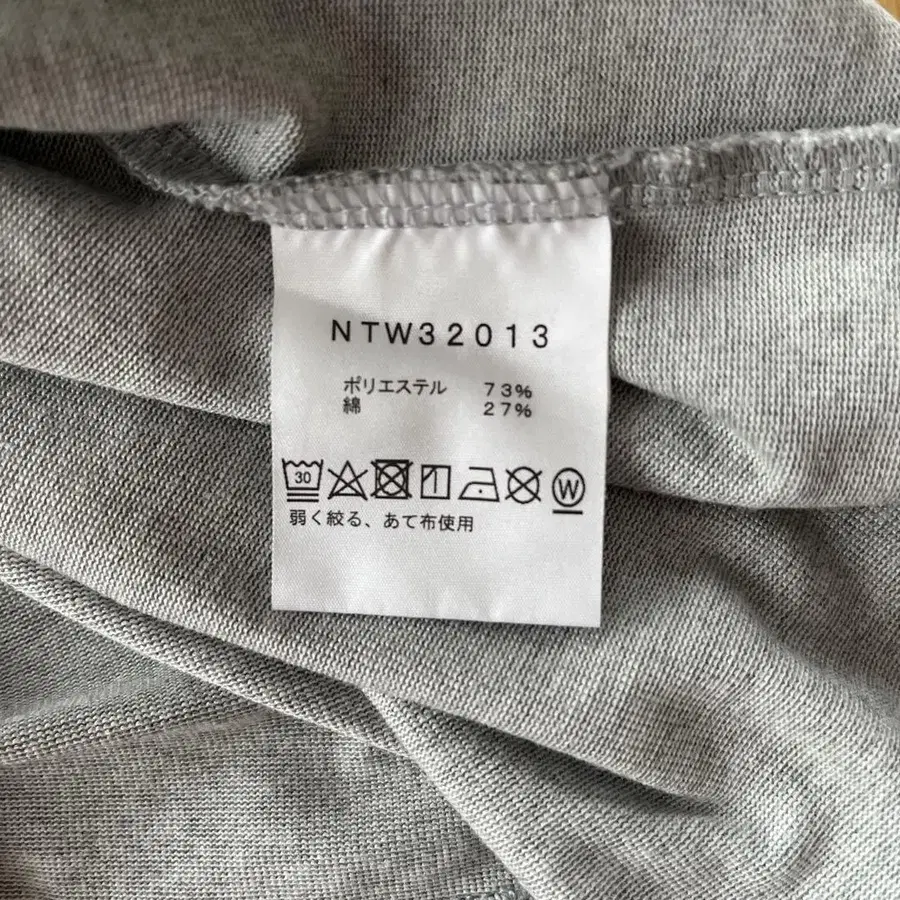 NTW32013
ポリエステル 73%
綿 27%
30 W
弱く絞る、あて布使用